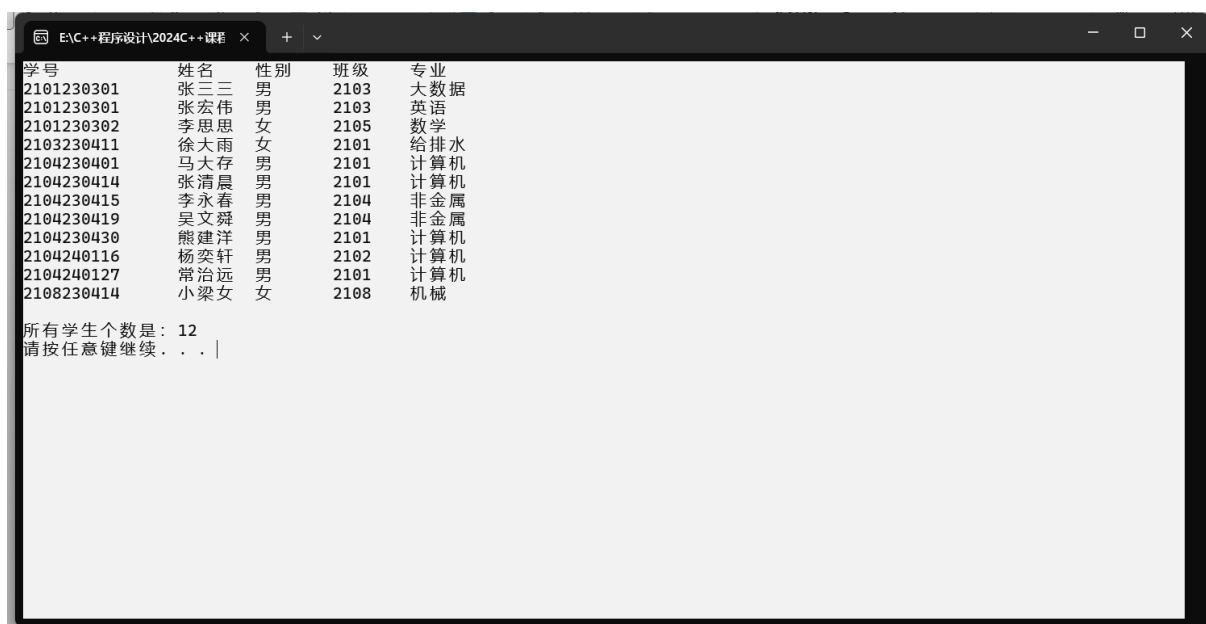 E:\C++程序设计\2024C++课程
学号 姓名 性别 班级 专业
2101230301 张三三 男 2103 大数据
2101230301 张宏伟 男 2103 英语
2101230302 李思思 女 2105 数学
2103230411 徐大雨 女 2101 给排水
2104230401 马大存 男 2101 计算机
2104230414 张清晨 男 2101 计算机
2104230415 李永春 男 2104 非金属
2104230419 吴文舜 男 2104 非金属
2104230430 熊建洋 男 2101 计算机
2104240116 杨奕轩 男 2102 计算机
2104240127 常治远 男 2101 计算机
2108230414 小梁女 女 2108 机械
所有学生个数是: 12
请按任意键继续. . .